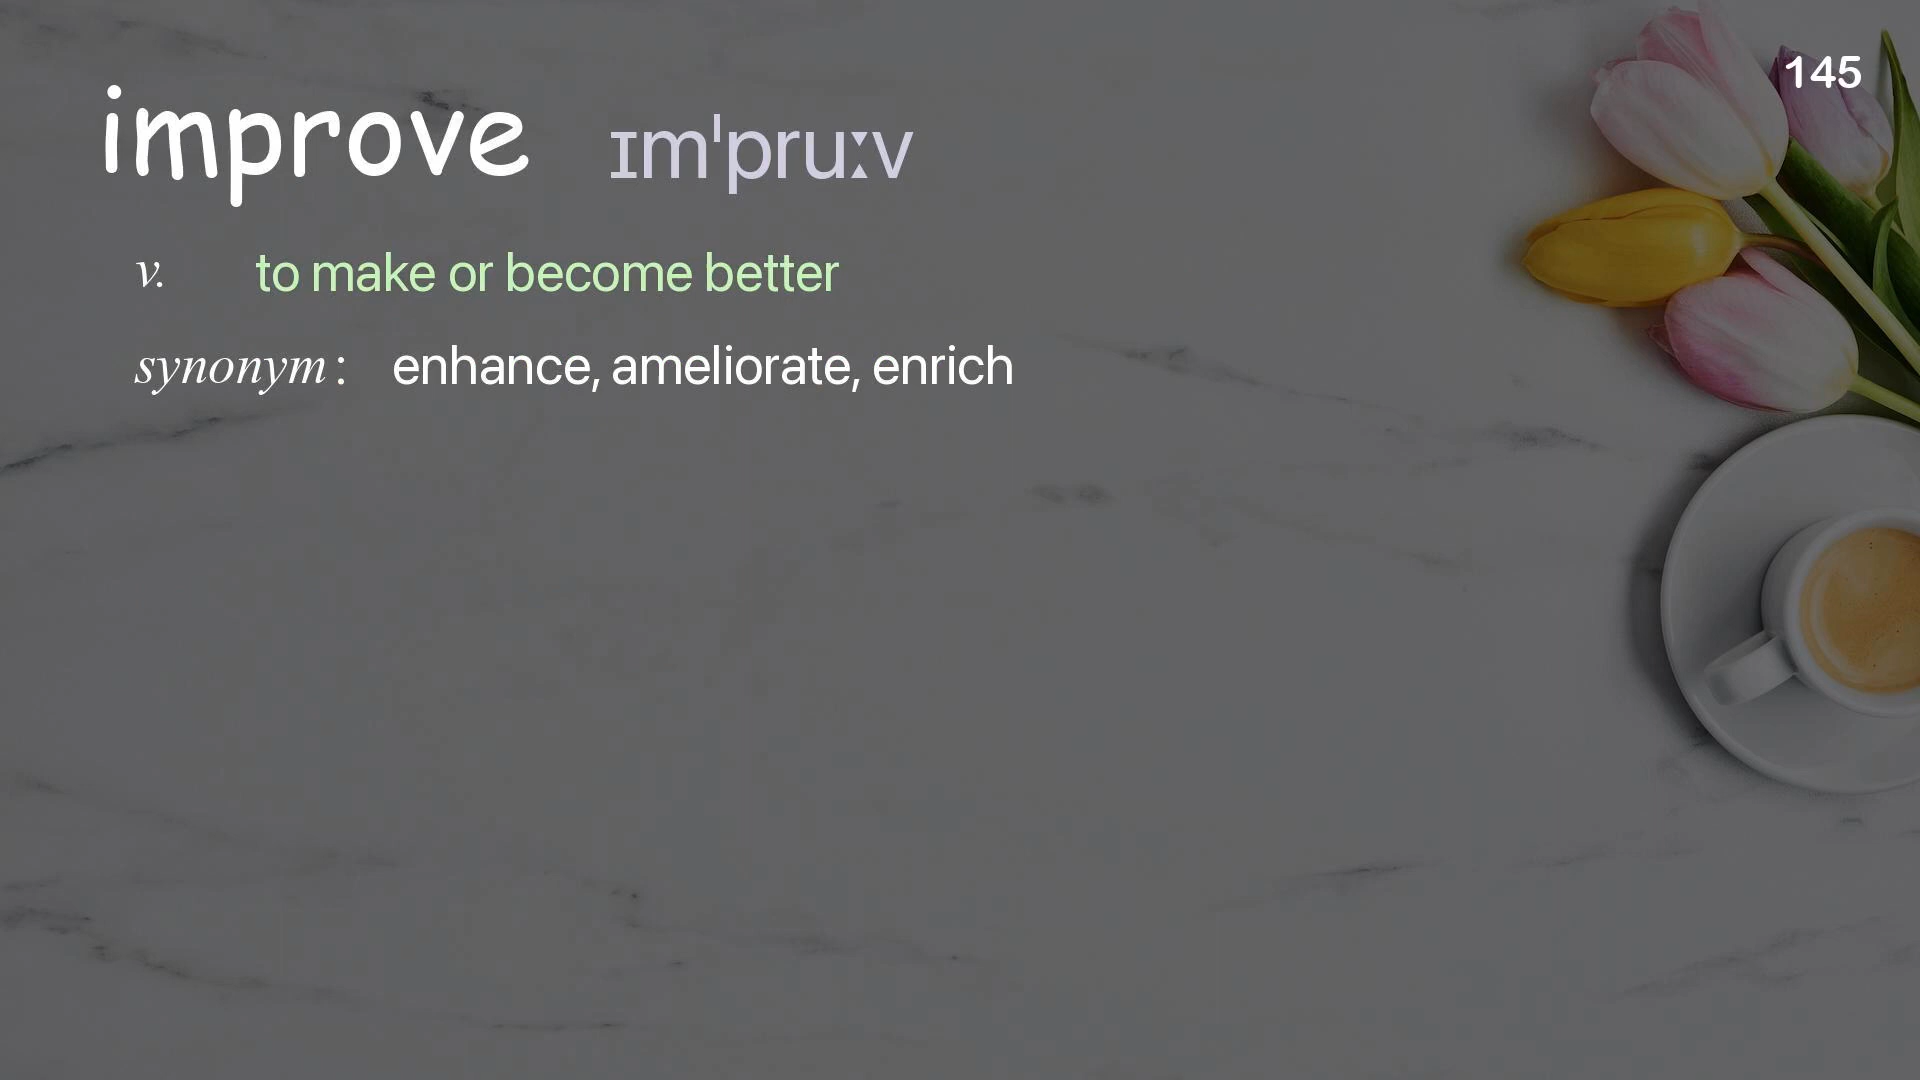 145
improve ɪmˈpruːv
v. to make or become better
synonym : enhance, ameliorate, enrich